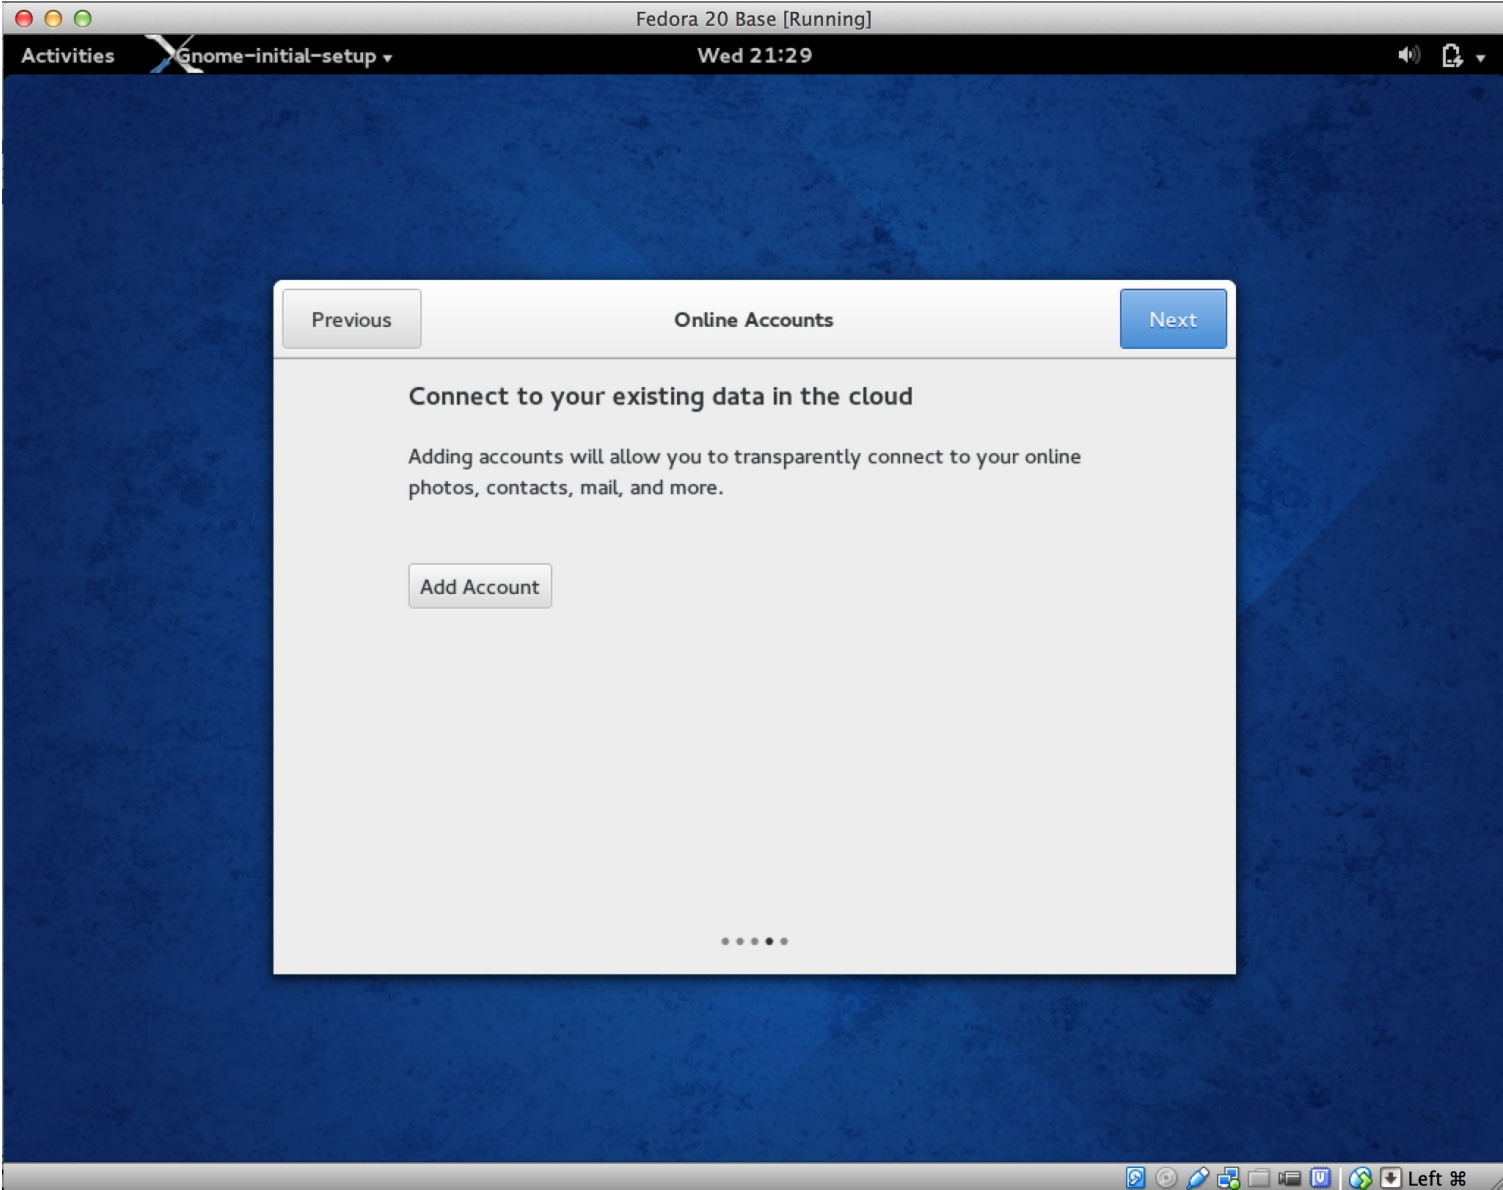 Fedora 20 Base [Running]
Activities Gnome-initial-setup Wed 21:29
Previous Online Accounts Next
Connect to your existing data in the cloud
Adding accounts will allow you to transparently connect to your online
photos, contacts, mail, and more.
Add Account
Left ⌘